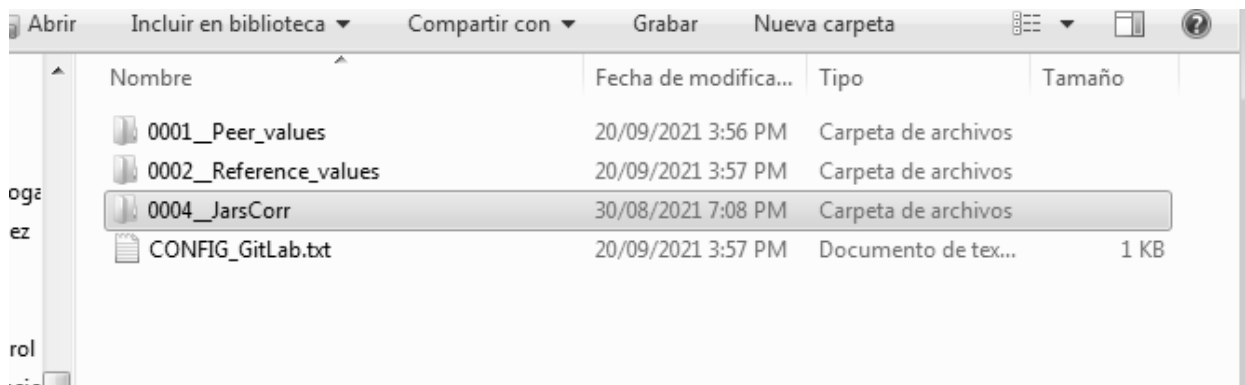 Abrir Incluir en biblioteca Compartir con Grabar Nueva carpeta
Nombre Fecha de modifica... Tipo Tamaño
0001__Peer_values 20/09/2021 3:56 PM Carpeta de archivos
0002__Reference_values 20/09/2021 3:57 PM Carpeta de archivos
oga
0004__JarsCorr 30/08/2021 7:08 PM Carpeta de archivos
ez
CONFIG_GitLab.txt 20/09/2021 3:57 PM Documento de tex... 1 KB
rol